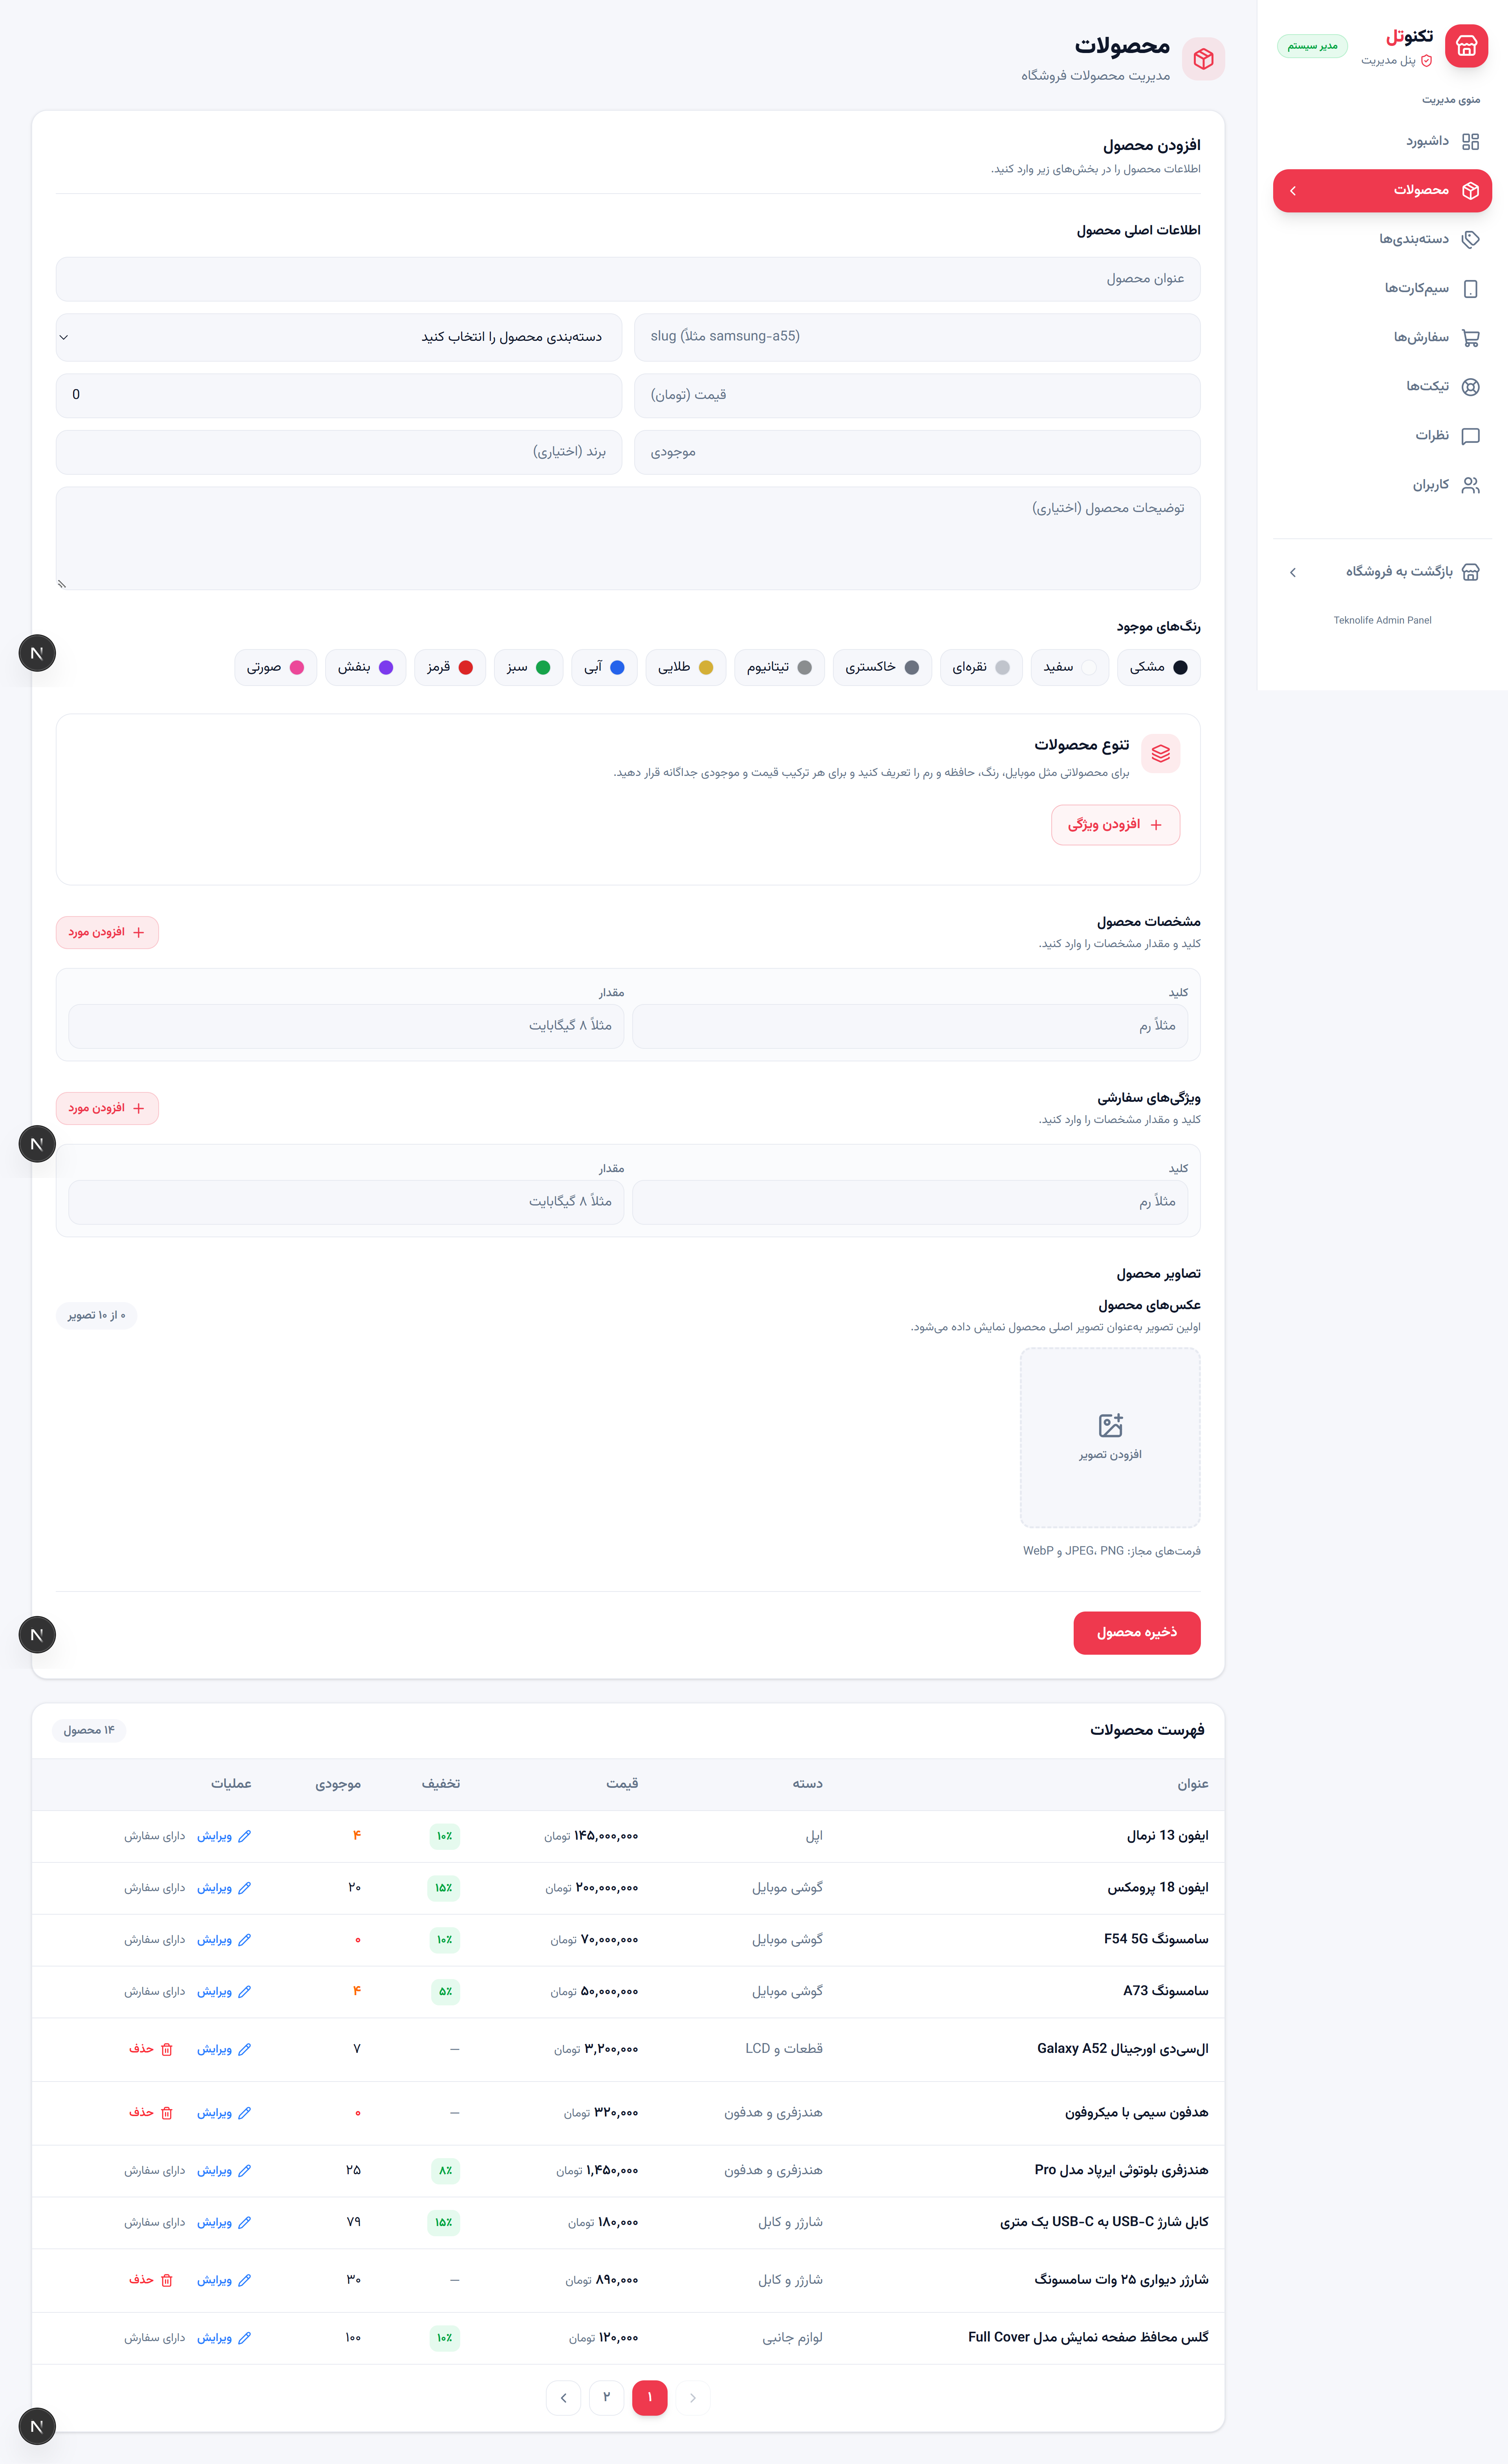 تکنوتل
پنل مدیریت
مدیر سیستم
منوی مدیریت
داشبورد
محصولات
دسته‌بندی‌ها
سیم‌کارت‌ها
سفارش‌ها
تیکت‌ها
نظرات
کاربران
بازگشت به فروشگاه
Teknolife Admin Panel
محصولات
مدیریت محصولات فروشگاه
افزودن محصول
اطلاعات محصول را در بخش‌های زیر وارد کنید.
اطلاعات اصلی محصول
عنوان محصول
slug (مثلاً samsung-a55)
دسته‌بندی محصول را انتخاب کنید
قیمت (تومان)
0
موجودی
برند (اختیاری)
توضیحات محصول (اختیاری)
رنگ‌های موجود
مشکی سفید نقره‌ای خاکستری تیتانیوم طلایی آبی سبز قرمز بنفش صورتی
تنوع محصولات
برای محصولاتی مثل موبایل، رنگ، حافظه و رم را تعریف کنید و برای هر ترکیب قیمت و موجودی جداگانه قرار دهید.
افزودن ویژگی
مشخصات محصول
کلید و مقدار مشخصات را وارد کنید.
افزودن مورد
کلید مقدار
مثلاً رم مثلاً ۸ گیگابایت
ویژگی‌های سفارشی
کلید و مقدار مشخصات را وارد کنید.
افزودن مورد
کلید مقدار
مثلاً رم مثلاً ۸ گیگابایت
تصاویر محصول
عکس‌های محصول
اولین تصویر به‌عنوان تصویر اصلی محصول نمایش داده می‌شود.
۰ از ۱۰ تصویر
افزودن تصویر
فرمت‌های مجاز: JPEG، PNG و WebP
ذخیره محصول
فهرست محصولات
۱۴ محصول
عنوان دسته قیمت تخفیف موجودی عملیات
ایفون 13 نرمال اپل ۱۴۵,۰۰۰,۰۰۰ تومان ۱۰٪ ۴ ویرایش دارای سفارش
ایفون 18 پرومکس گوشی موبایل ۲۰۰,۰۰۰,۰۰۰ تومان ۱۵٪ ۲۰ ویرایش دارای سفارش
سامسونگ F54 5G گوشی موبایل ۷۰,۰۰۰,۰۰۰ تومان ۱۰٪ ۰ ویرایش دارای سفارش
سامسونگ A73 گوشی موبایل ۵۰,۰۰۰,۰۰۰ تومان ۵٪ ۴ ویرایش دارای سفارش
ال‌سی‌دی اورجینال Galaxy A52 قطعات و LCD ۳,۲۰۰,۰۰۰ تومان — ۷ ویرایش حذف
هدفون سیمی با میکروفون هندزفری و هدفون ۳۲۰,۰۰۰ تومان — ۰ ویرایش حذف
هندزفری بلوتوثی ایرپاد مدل Pro هندزفری و هدفون ۱,۴۵۰,۰۰۰ تومان ۸٪ ۲۵ ویرایش دارای سفارش
کابل شارژ USB-C به USB-C یک متری شارژر و کابل ۱۸۰,۰۰۰ تومان ۱۵٪ ۷۹ ویرایش دارای سفارش
شارژر دیواری ۲۵ وات سامسونگ شارژر و کابل ۸۹۰,۰۰۰ تومان — ۳۰ ویرایش حذف
گلس محافظ صفحه نمایش مدل Full Cover لوازم جانبی ۱۲۰,۰۰۰ تومان ۱۰٪ ۱۰۰ ویرایش دارای سفارش
۱ ۲
N
N
N
N